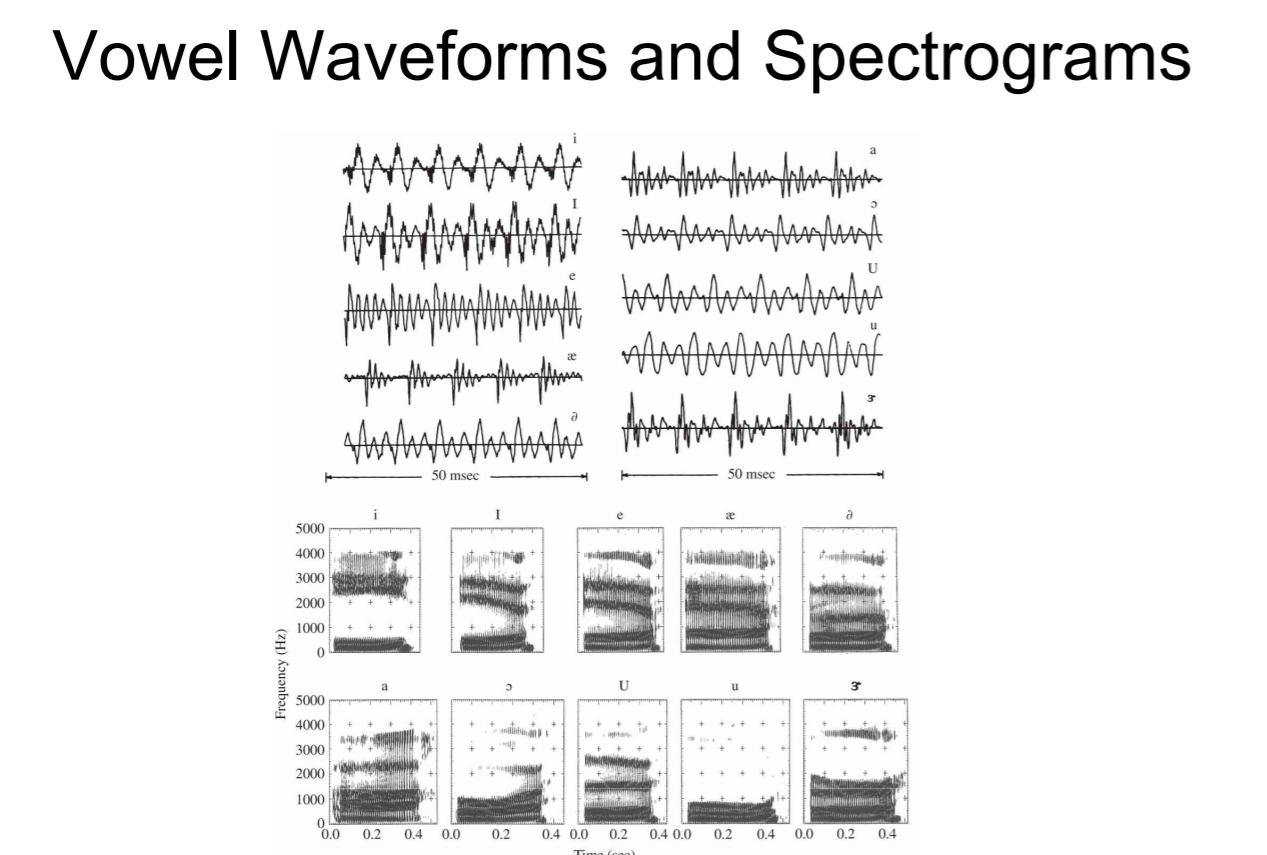 Vowel Waveforms and Spectrograms
i
I
e
æ
∂
50 msec
a
ɔ
U
u
ɝ
50 msec
i I e æ ∂
5000
4000
3000
2000
1000
0
Frequency (Hz)
a ɔ U u ɝ
5000
4000
3000
2000
1000
0
0.0 0.2 0.4 0.0 0.2 0.4 0.0 0.2 0.4 0.0 0.2 0.4 0.0 0.2 0.4
Time (sec)